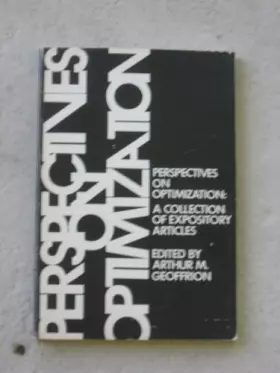 PERSPECTIVES
ON
OPTIMIZATION
PERSPECTIVES
ON
OPTIMIZATION:
A COLLECTION
OF EXPOSITORY
ARTICLES
EDITED BY
ARTHUR M.
GEOFFRION